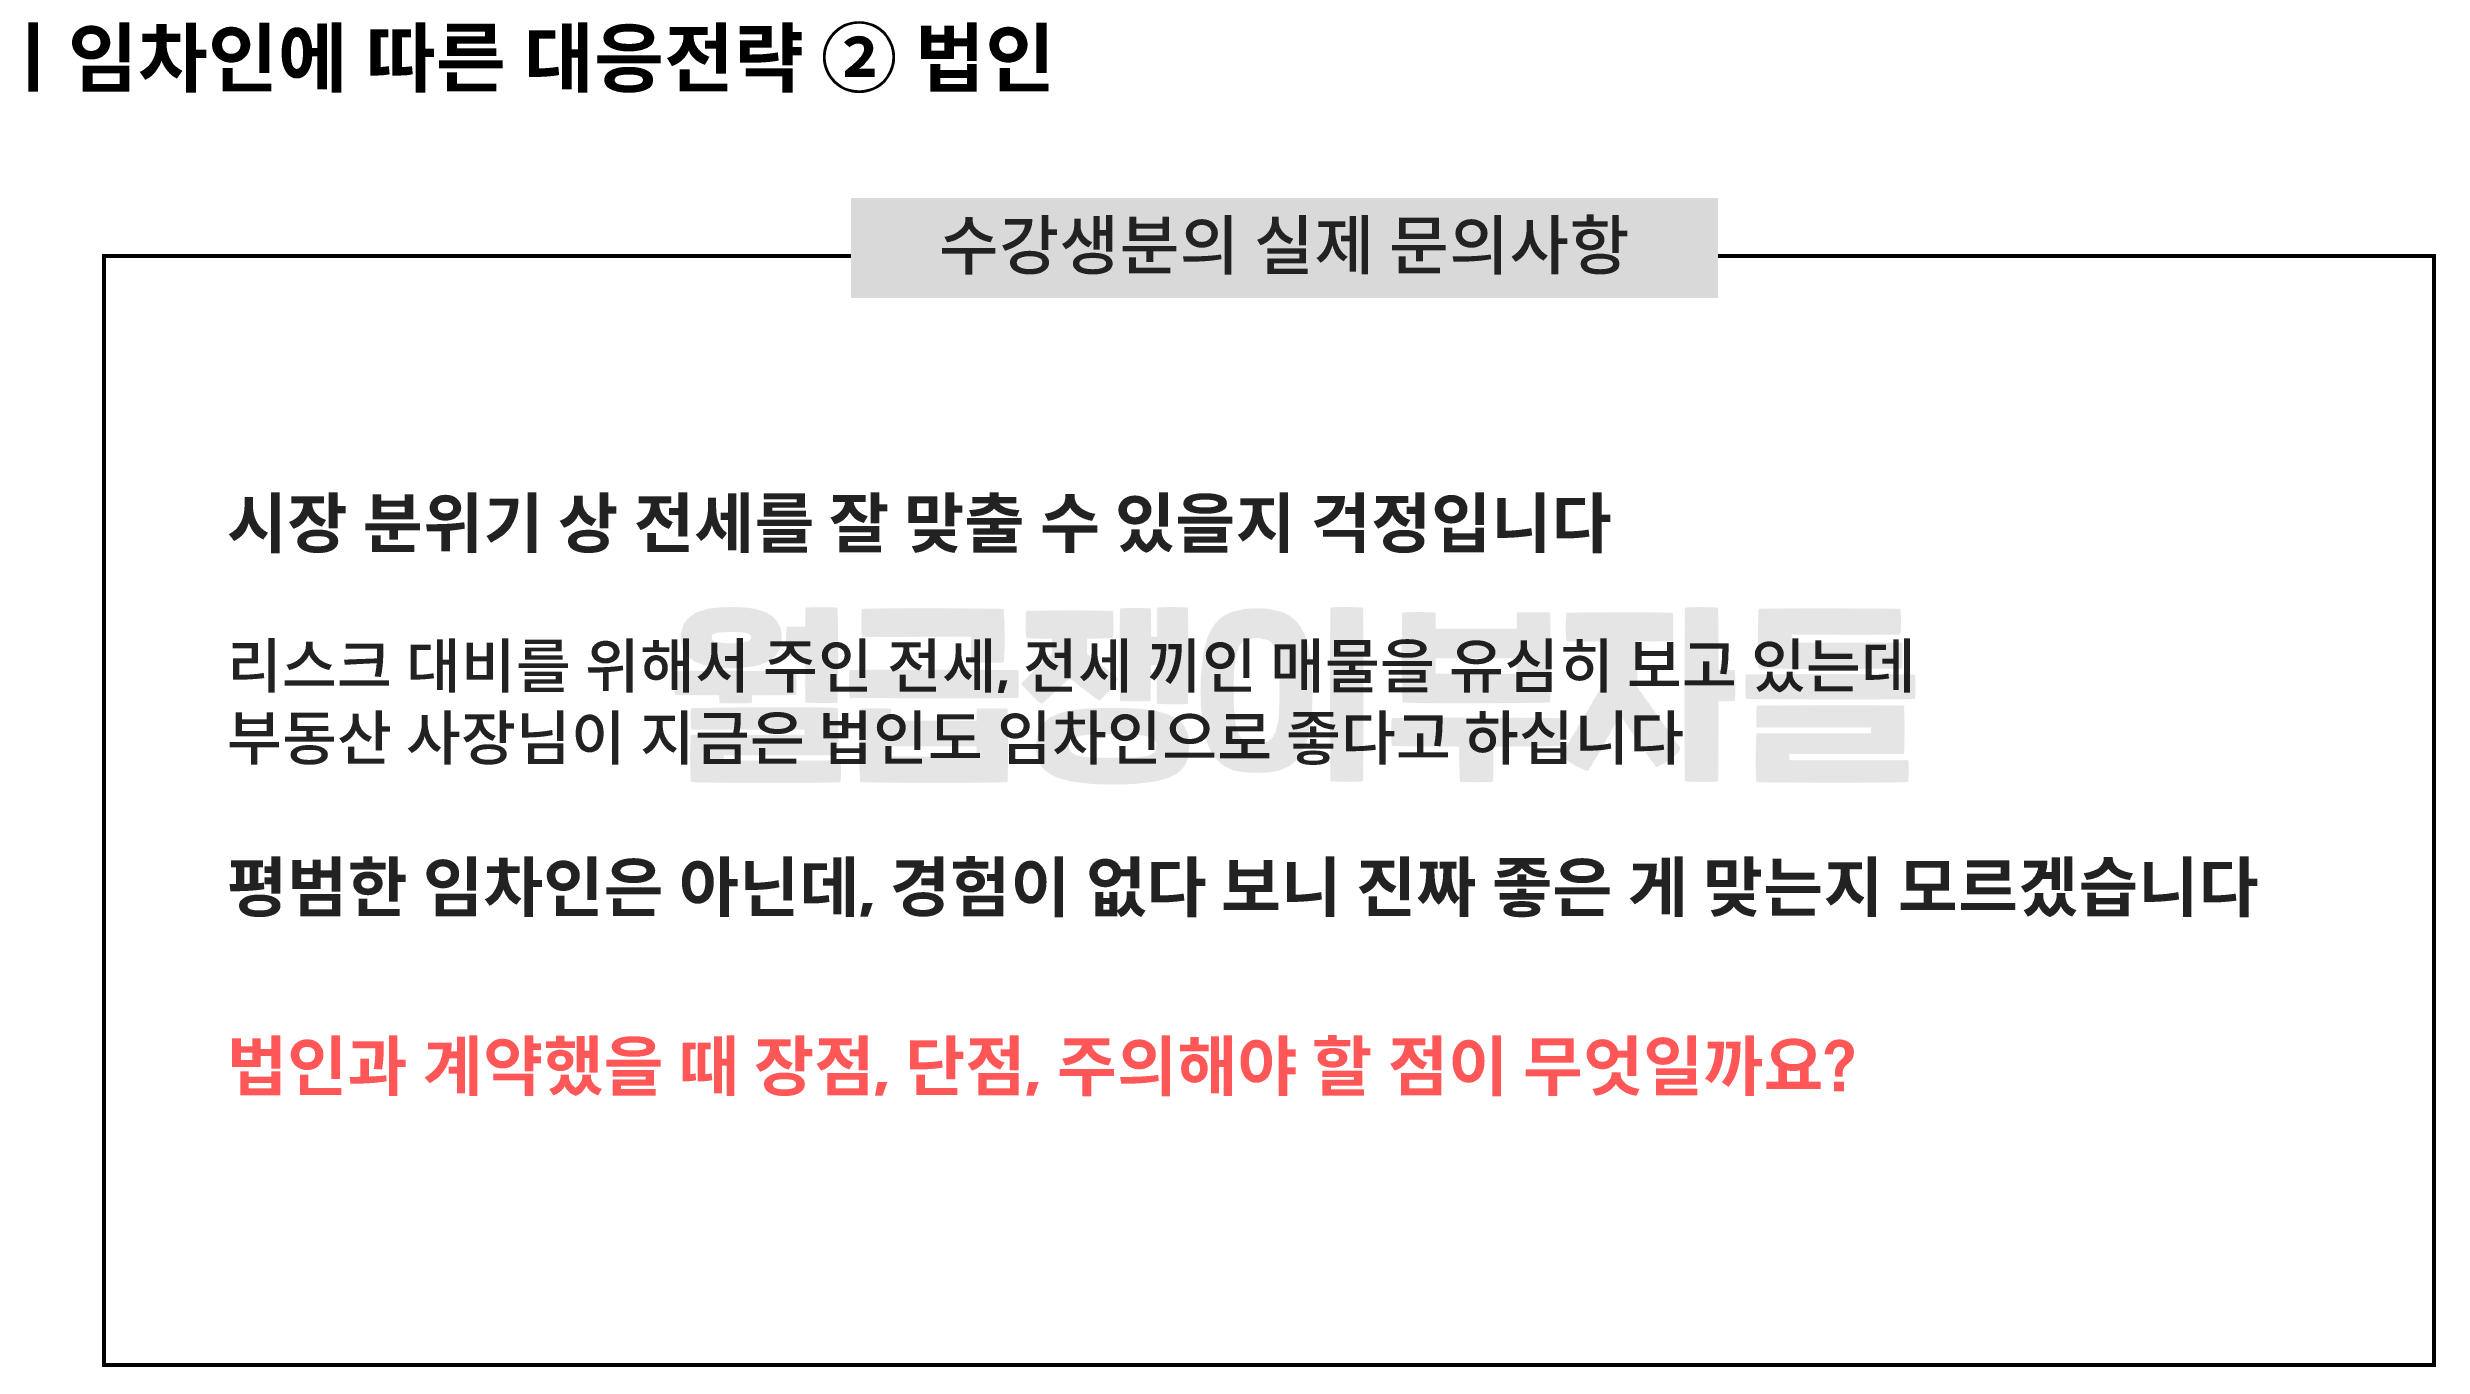 | 임차인에 따른 대응전략 ② 법인
수강생분의 실제 문의사항
시장 분위기 상 전세를 잘 맞출 수 있을지 걱정입니다
월급쟁이부자들
리스크 대비를 위해서 주인 전세, 전세 끼인 매물을 유심히 보고 있는데
부동산 사장님이 지금은 법인도 임차인으로 좋다고 하십니다
평범한 임차인은 아닌데, 경험이 없다 보니 진짜 좋은 게 맞는지 모르겠습니다
법인과 계약했을 때 장점, 단점, 주의해야 할 점이 무엇일까요?